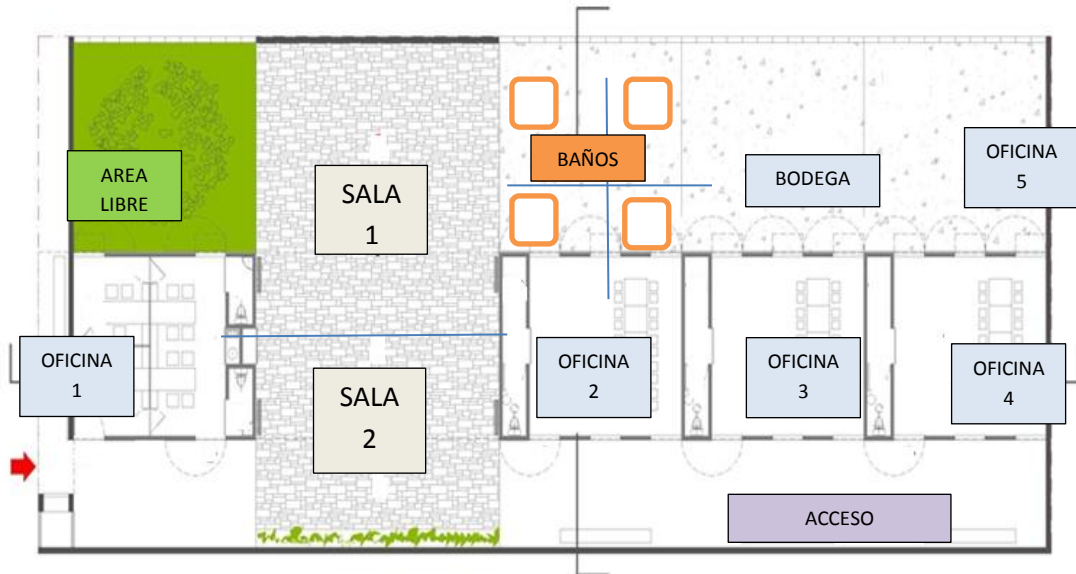 AREA
LIBRE
SALA
1
BAÑOS
BODEGA
OFICINA
5
OFICINA
1
SALA
2
OFICINA
2
OFICINA
3
OFICINA
4
ACCESO